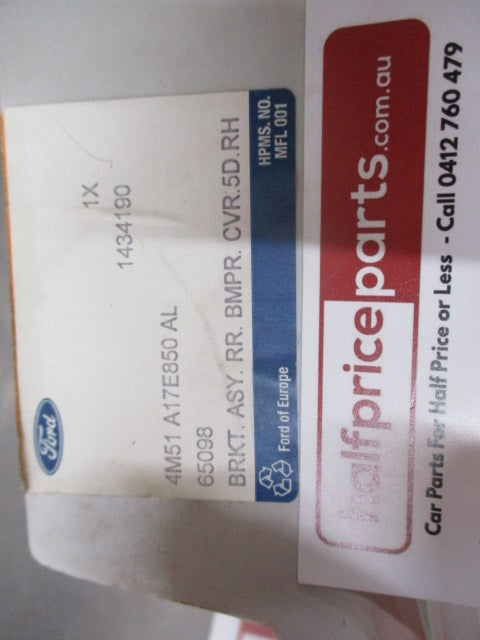 Ford
1X
1434190
4M51 A17E850 AL
65098
BRKT. ASY. RR. BMPR. CVR.5D.RH
Ford of Europe
HPMS. NO.
MFL 001
halfpriceparts.com.au
Car Parts For Half Price or Less - Call 0412 760 479